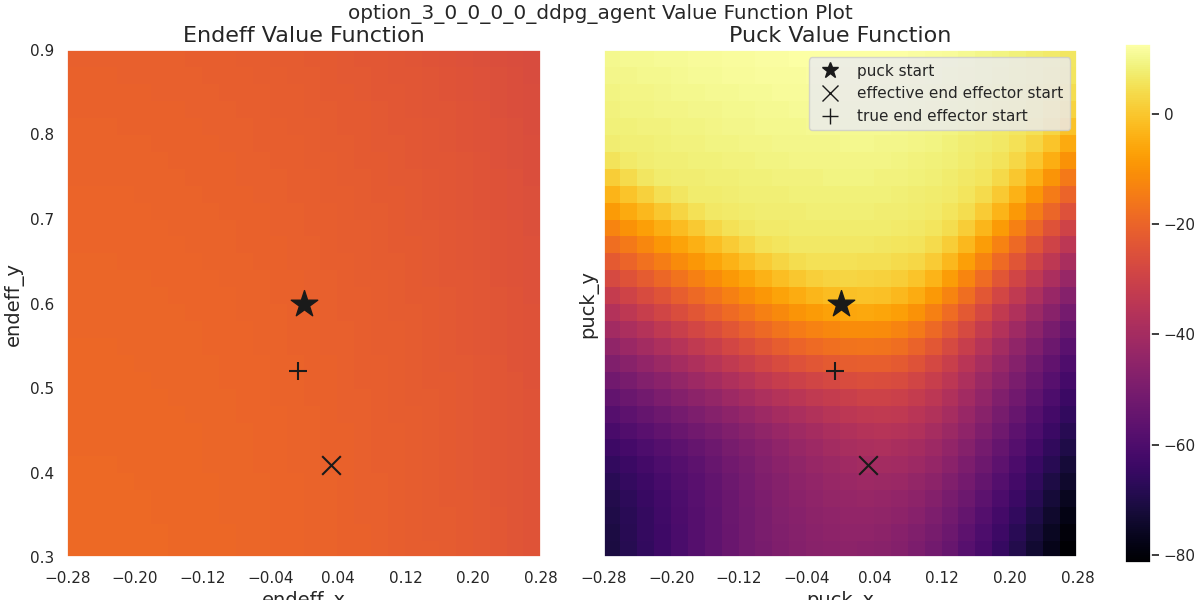 option_3_0_0_0_0_ddpg_agent Value Function Plot
Endeff Value Function
Puck Value Function
0.9
0.8
0.7
0.6
0.5
0.4
0.3
endeff_y
−0.28 −0.20 −0.12 −0.04 0.04 0.12 0.20 0.28
endeff_x
puck start
effective end effector start
true end effector start
puck_y
−0.28 −0.20 −0.12 −0.04 0.04 0.12 0.20 0.28
puck_x
0
−20
−40
−60
−80